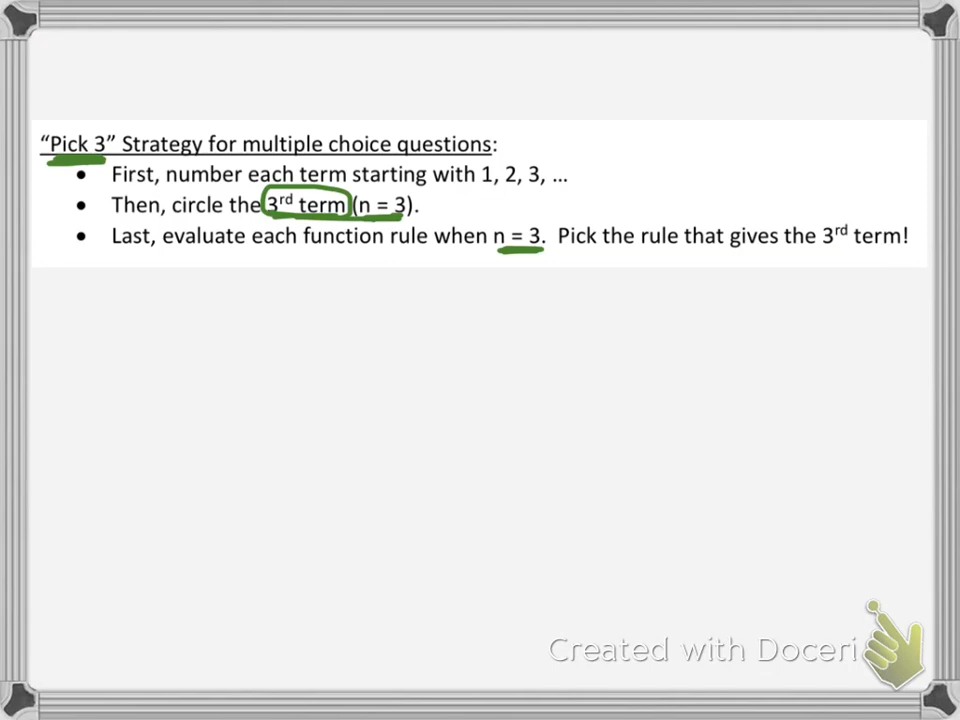 “Pick 3” Strategy for multiple choice questions:
• First, number each term starting with 1, 2, 3, …
• Then, circle the 3rd term (n = 3).
• Last, evaluate each function rule when n = 3. Pick the rule that gives the 3rd term!
Created with Doceri